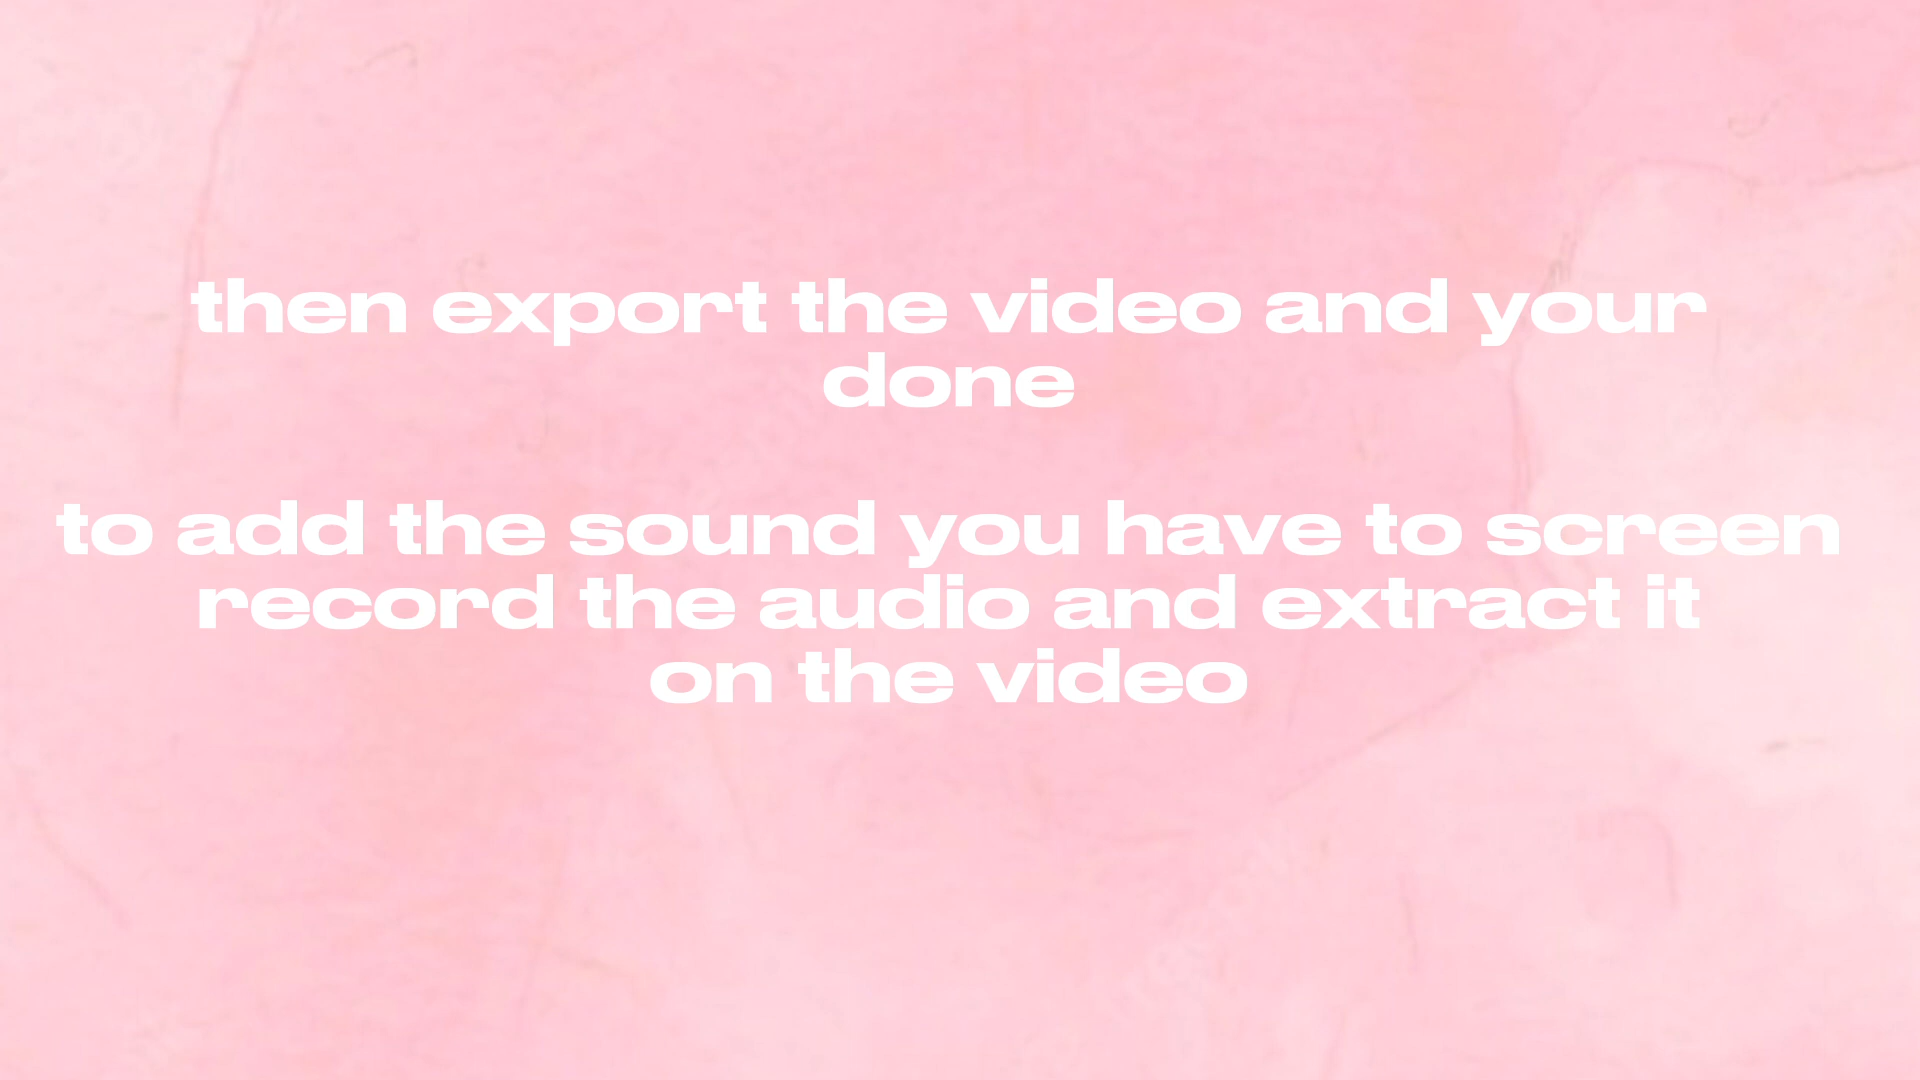 then export the video and your
done
to add the sound you have to screen
record the audio and extract it
on the video